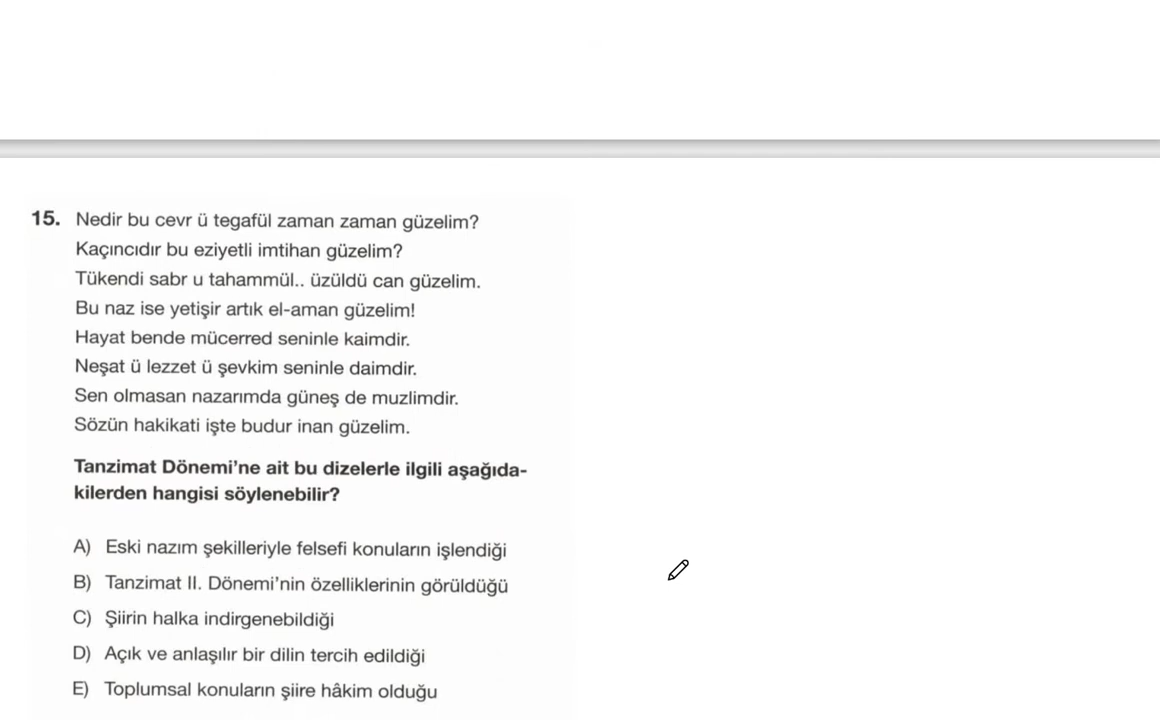 15. Nedir bu cevr ü tegafül zaman zaman güzelim?
Kaçıncıdır bu eziyetli imtihan güzelim?
Tükendi sabr u tahammül.. üzüldü can güzelim.
Bu naz ise yetişir artık el-aman güzelim!
Hayat bende mücerred seninle kaimdir.
Neşat ü lezzet ü şevkim seninle daimdir.
Sen olmasan nazarımda güneş de muzlimdir.
Sözün hakikati işte budur inan güzelim.
Tanzimat Dönemi'ne ait bu dizelerle ilgili aşağıda-
kilerden hangisi söylenebilir?
A) Eski nazım şekilleriyle felsefi konuların işlendiği
B) Tanzimat II. Dönemi'nin özelliklerinin görüldüğü
C) Şiirin halka indirgenebildiği
D) Açık ve anlaşılır bir dilin tercih edildiği
E) Toplumsal konuların şiire hâkim olduğu